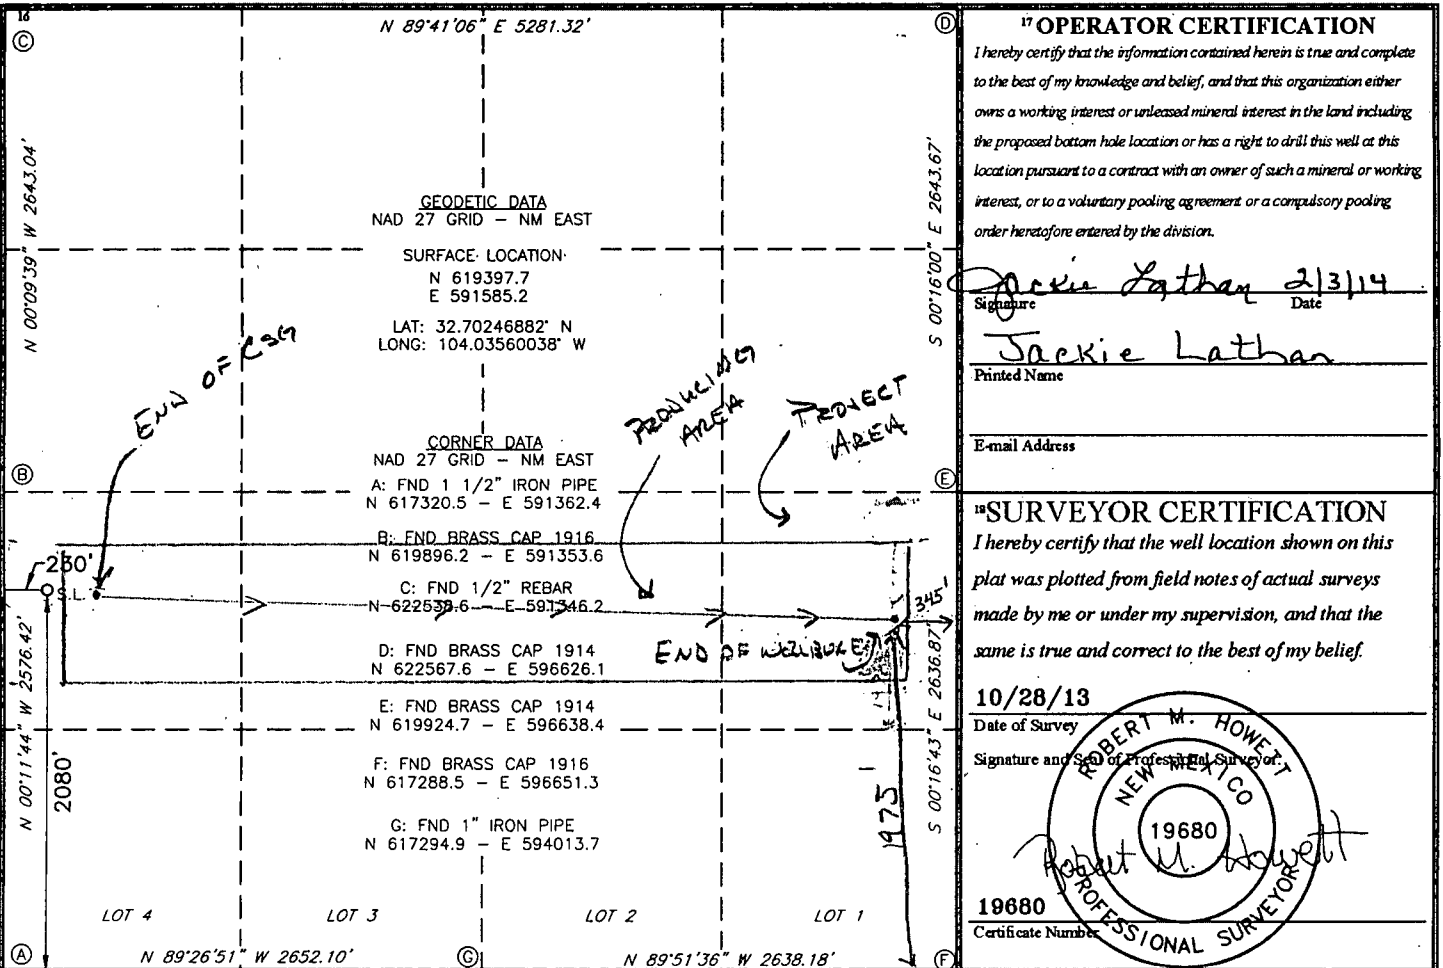 16
C
N 89°41'06" E 5281.32'
D
N 00°09'39" W 2643.04'
S 00°16'00" E 2643.67'
GEODETIC DATA
NAD 27 GRID - NM EAST
SURFACE LOCATION
N 619397.7
E 591585.2
LAT: 32.70246882° N
LONG: 104.03560038° W
END OF CSG
PRODUCING AREA
PROJECT AREA
CORNER DATA
NAD 27 GRID - NM EAST
B
E
A: FND 1 1/2" IRON PIPE
N 617320.5 - E 591362.4
B: FND BRASS CAP 1916
N 619896.2 - E 591353.6
230'
S.L.
C: FND 1/2" REBAR
N 622538.6 - E 591346.2
345'
D: FND BRASS CAP 1914
N 622567.6 - E 596626.1
END OF WELLBORE
E: FND BRASS CAP 1914
N 619924.7 - E 596638.4
F: FND BRASS CAP 1916
N 617288.5 - E 596651.3
G: FND 1" IRON PIPE
N 617294.9 - E 594013.7
N 00°11'44" W 2576.42'
2080'
1975'
S 00°16'43" E 2636.87'
LOT 4
LOT 3
LOT 2
LOT 1
A
N 89°26'51" W 2652.10'
G
N 89°51'36" W 2638.18'
F
17 OPERATOR CERTIFICATION
I hereby certify that the information contained herein is true and complete
to the best of my knowledge and belief, and that this organization either
owns a working interest or unleased mineral interest in the land including
the proposed bottom hole location or has a right to drill this well at this
location pursuant to a contract with an owner of such a mineral or working
interest, or to a voluntary pooling agreement or a compulsory pooling
order heretofore entered by the division.
Jackie Lathan 2/3/14
Signature Date
Jackie Lathan
Printed Name
E-mail Address
18 SURVEYOR CERTIFICATION
I hereby certify that the well location shown on this
plat was plotted from field notes of actual surveys
made by me or under my supervision, and that the
same is true and correct to the best of my belief.
10/28/13
Date of Survey
Signature and Seal of Professional Surveyor:
ROBERT M. HOWETT
NEW MEXICO
19680
PROFESSIONAL SURVEYOR
Robert M. Howett
19680
Certificate Number